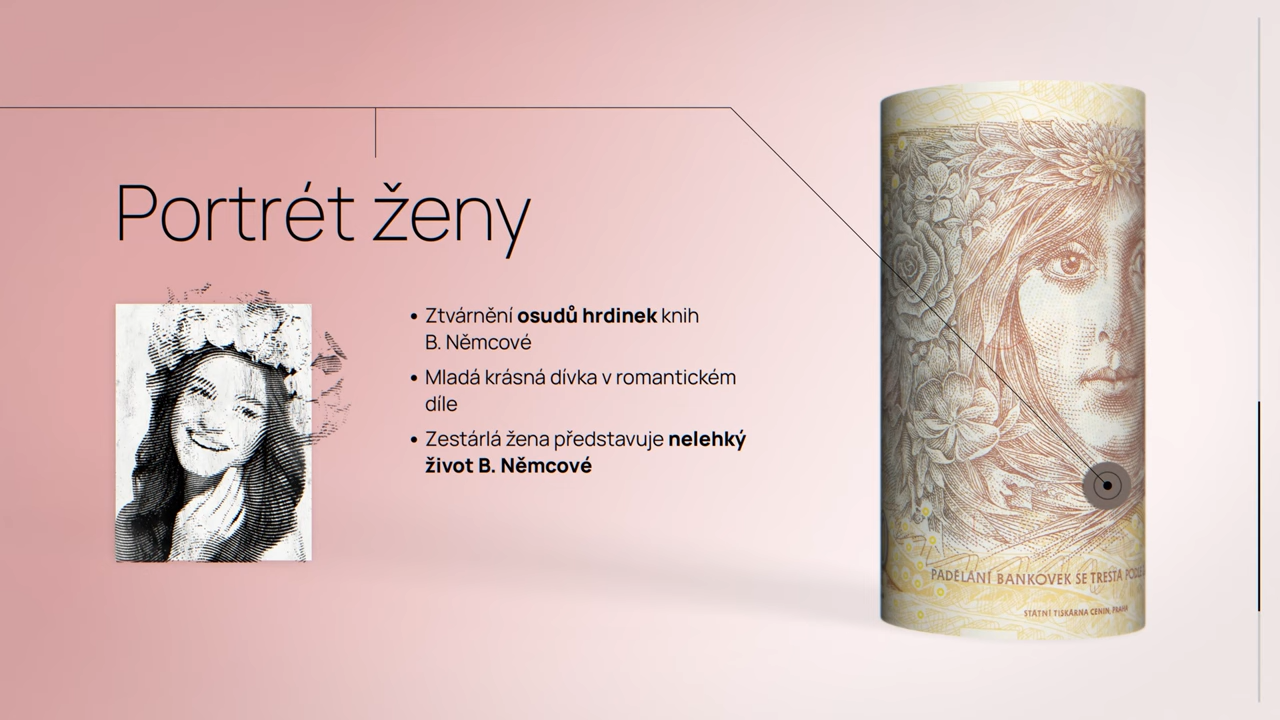 Portrét ženy
• Ztvárnění osudů hrdinek knih
B. Němcové
• Mladá krásná dívka v romantickém
díle
• Zestárlá žena představuje nelehký
život B. Němcové
PADĚLÁNÍ BANKOVEK SE TRESTÁ
STÁTNÍ TISKÁRNA CENIN, PRAHA